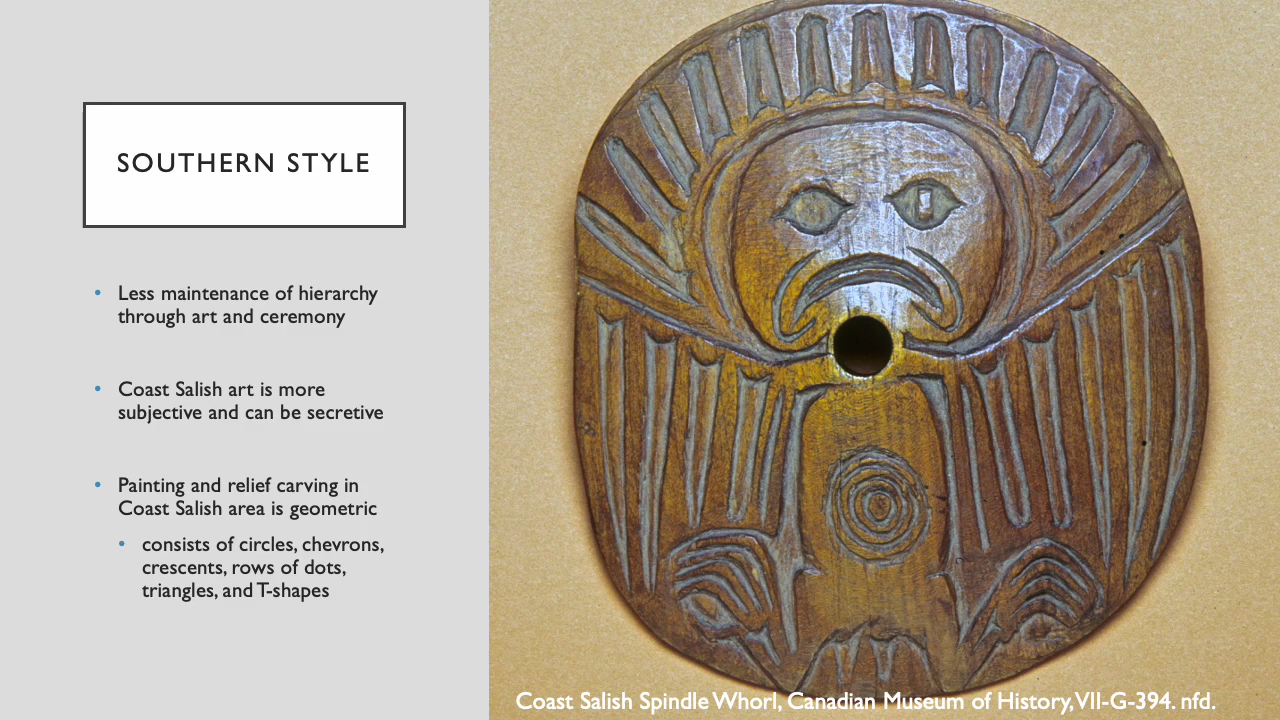 SOUTHERN STYLE
• Less maintenance of hierarchy
through art and ceremony
• Coast Salish art is more
subjective and can be secretive
• Painting and relief carving in
Coast Salish area is geometric
• consists of circles, chevrons,
crescents, rows of dots,
triangles, and T-shapes
Coast Salish Spindle Whorl, Canadian Museum of History, VII-G-394. nfd.